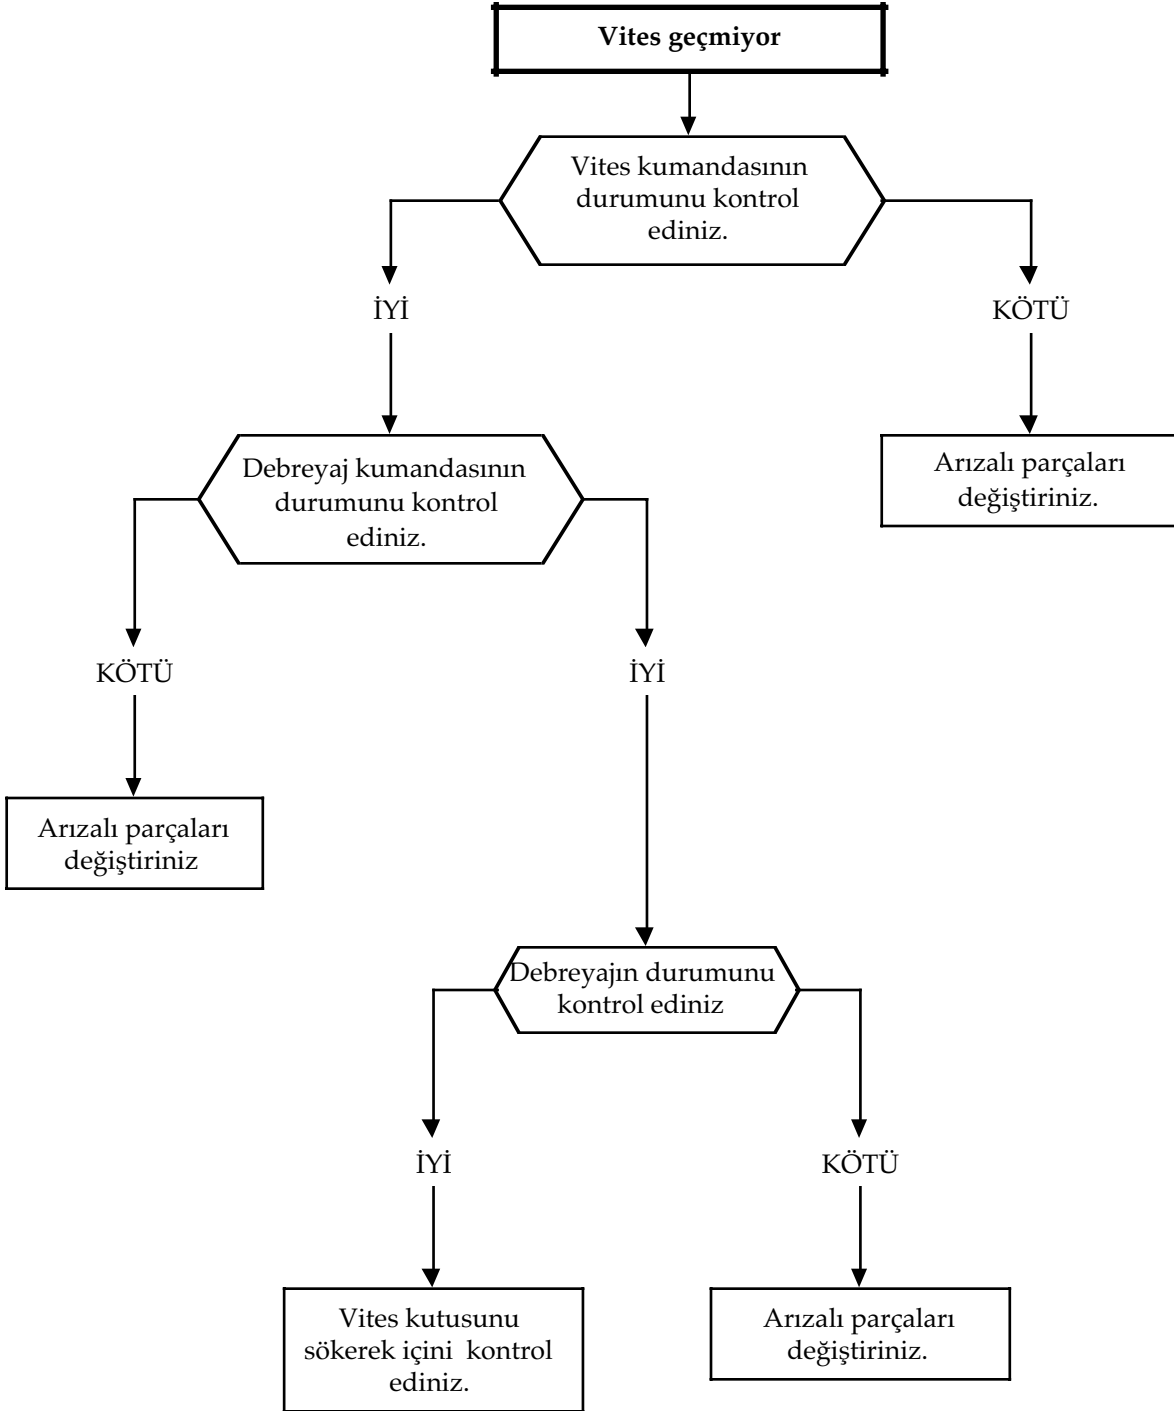 Vites geçmiyor
Vites kumandasının
durumunu kontrol
ediniz.
İYİ
KÖTÜ
Debreyaj kumandasının
durumunu kontrol
ediniz.
Arızalı parçaları
değiştiriniz.
KÖTÜ
İYİ
Arızalı parçaları
değiştiriniz
Debreyajın durumunu
kontrol ediniz
İYİ
KÖTÜ
Vites kutusunu
sökerek içini  kontrol
ediniz.
Arızalı parçaları
değiştiriniz.